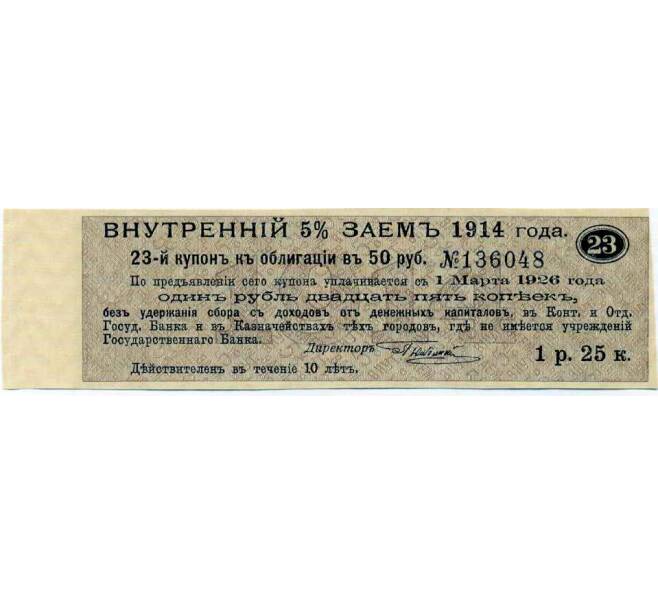 ВНУТРЕННІЙ 5% ЗАЕМЪ 1914 года.
23
23-й купонъ къ облигаціи въ 50 руб. № 136048
По предъявленіи сего купона уплачивается съ 1 Марта 1926 года
одинъ рубль двадцать пять копѣекъ,
безъ удержанія сбора съ доходовъ отъ денежныхъ капиталовъ, въ Конт. и Отд.
Госуд. Банка и въ Казначействахъ тѣхъ городовъ, гдѣ не имѣется учрежденій
Государственнаго Банка.
Директоръ
1 р. 25 к.
Дѣйствителенъ въ теченіе 10 лѣтъ.